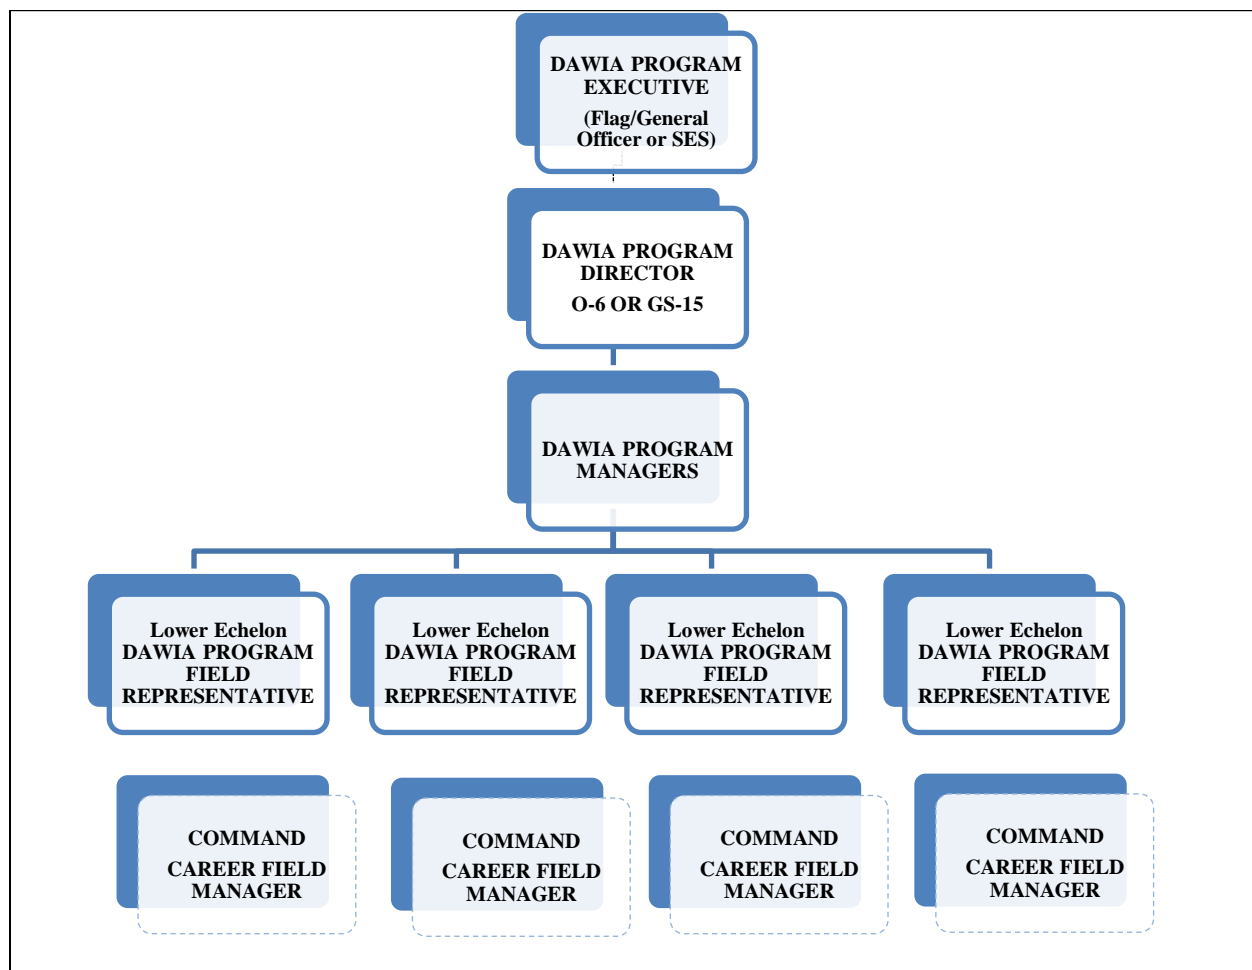 DAWIA PROGRAM
EXECUTIVE
(Flag/General
Officer or SES)
DAWIA PROGRAM
DIRECTOR
O-6 OR GS-15
DAWIA PROGRAM
MANAGERS
Lower Echelon
DAWIA PROGRAM
FIELD
REPRESENTATIVE
Lower Echelon
DAWIA PROGRAM
FIELD
REPRESENTATIVE
Lower Echelon
DAWIA PROGRAM
FIELD
REPRESENTATIVE
Lower Echelon
DAWIA PROGRAM
FIELD
REPRESENTATIVE
COMMAND
CAREER FIELD
MANAGER
COMMAND
CAREER FIELD
MANAGER
COMMAND
CAREER FIELD
MANAGER
COMMAND
CAREER FIELD
MANAGER